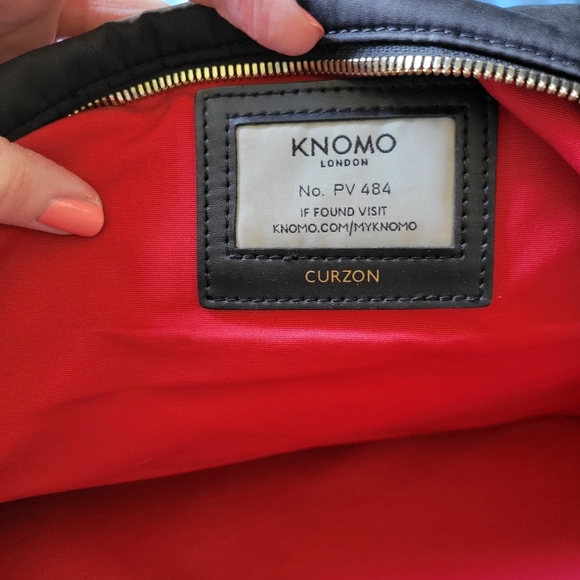 KNOMO
LONDON
No. PV 484
IF FOUND VISIT
KNOMO.COM/MYKNOMO
CURZON